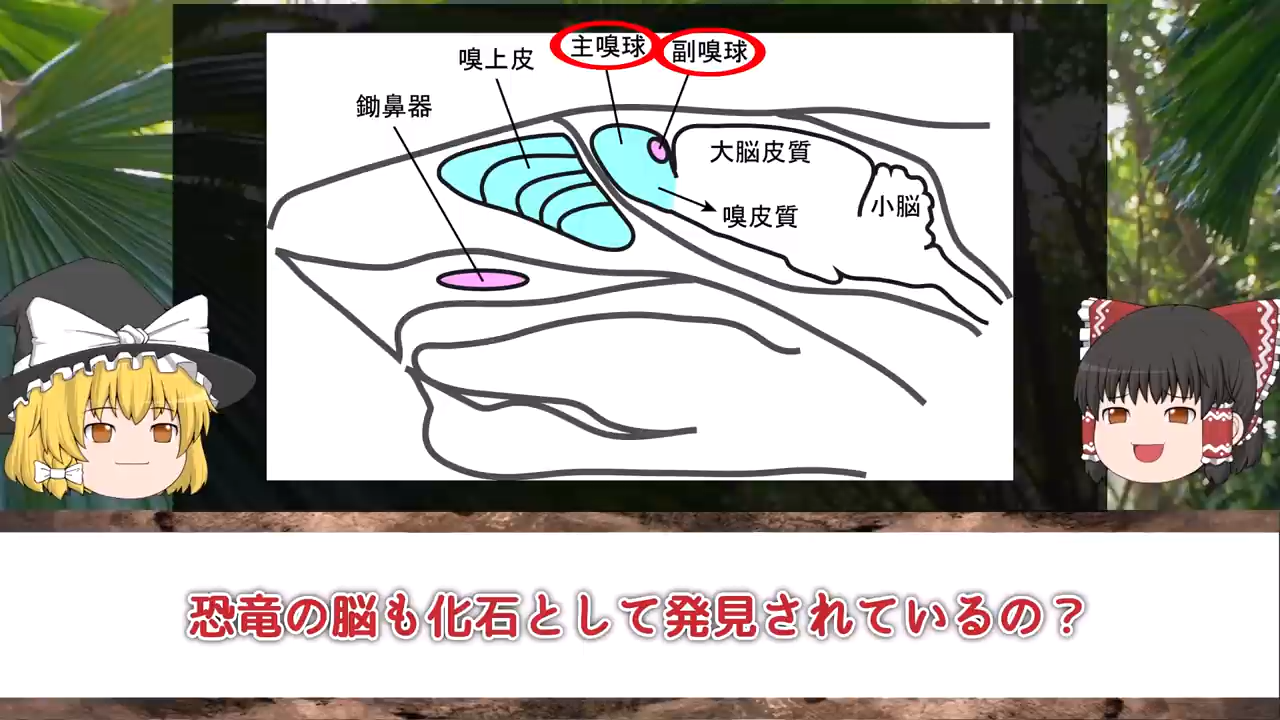 主嗅球
副嗅球
嗅上皮
鋤鼻器
大脳皮質
小脳
嗅皮質
恐竜の脳も化石として発見されているの？